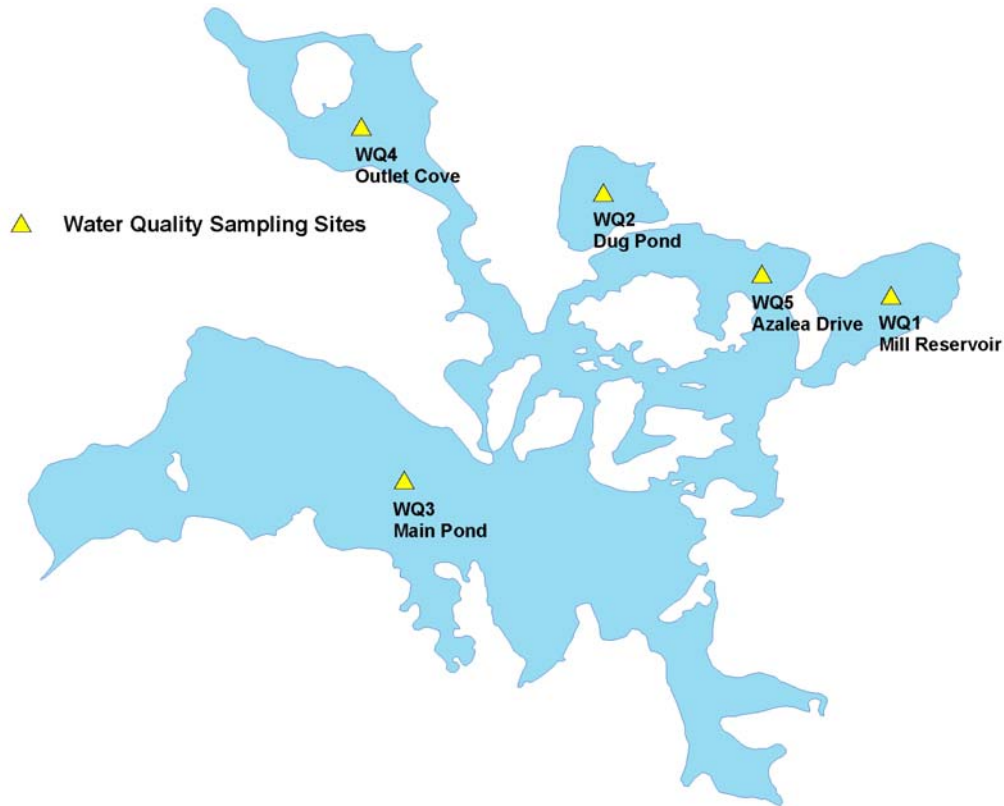 WQ4
Outlet Cove
WQ2
Dug Pond
Water Quality Sampling Sites
WQ5
Azalea Drive
WQ1
Mill Reservoir
WQ3
Main Pond